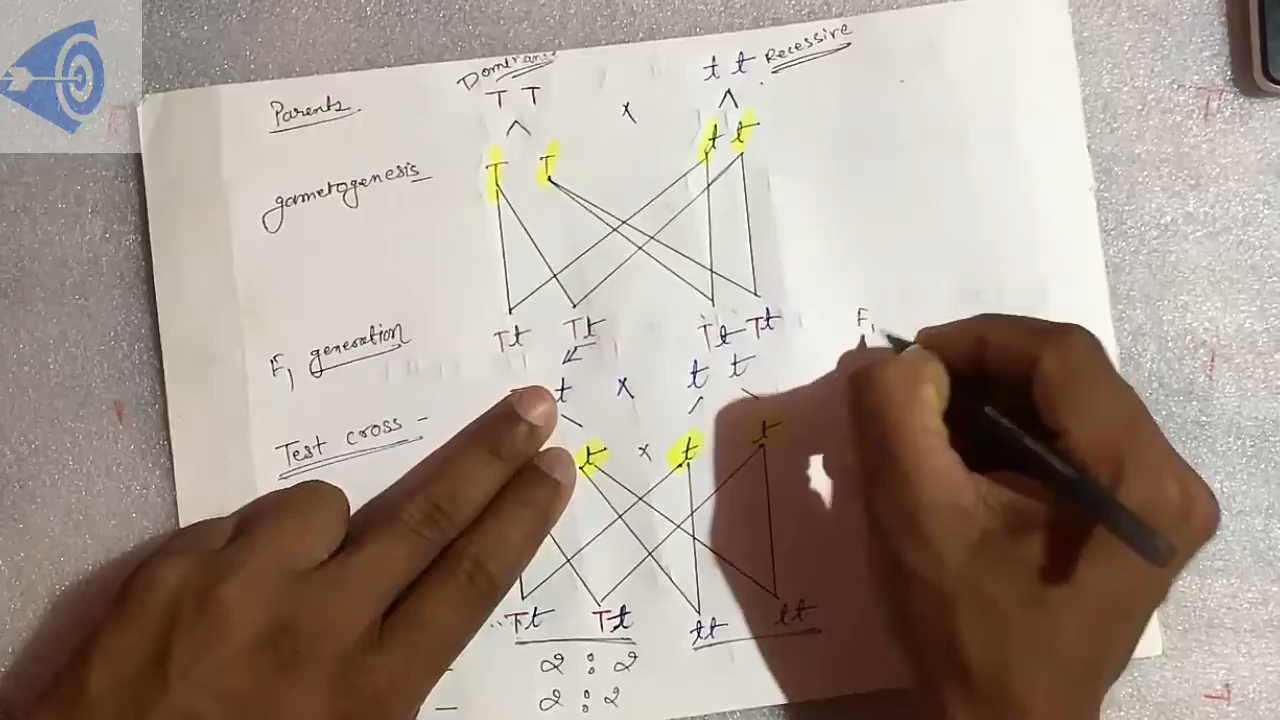 Dominant Recessive
Parents. T T x t t
gametogenesis T T t t
F1 generation Tt Tt Tt Tt F1
t x t t
Test cross - t x t t
Tt Tt tt tt
2 : 2
2 : 2